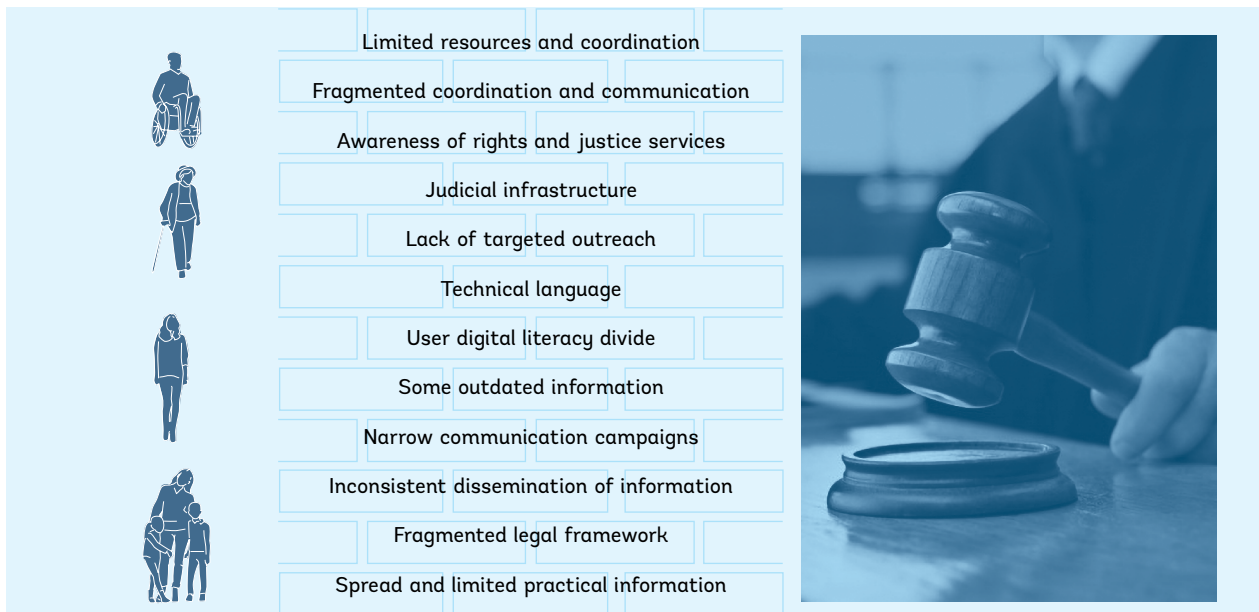 Limited resources and coordination
Fragmented coordination and communication
Awareness of rights and justice services
Judicial infrastructure
Lack of targeted outreach
Technical language
User digital literacy divide
Some outdated information
Narrow communication campaigns
Inconsistent dissemination of information
Fragmented legal framework
Spread and limited practical information